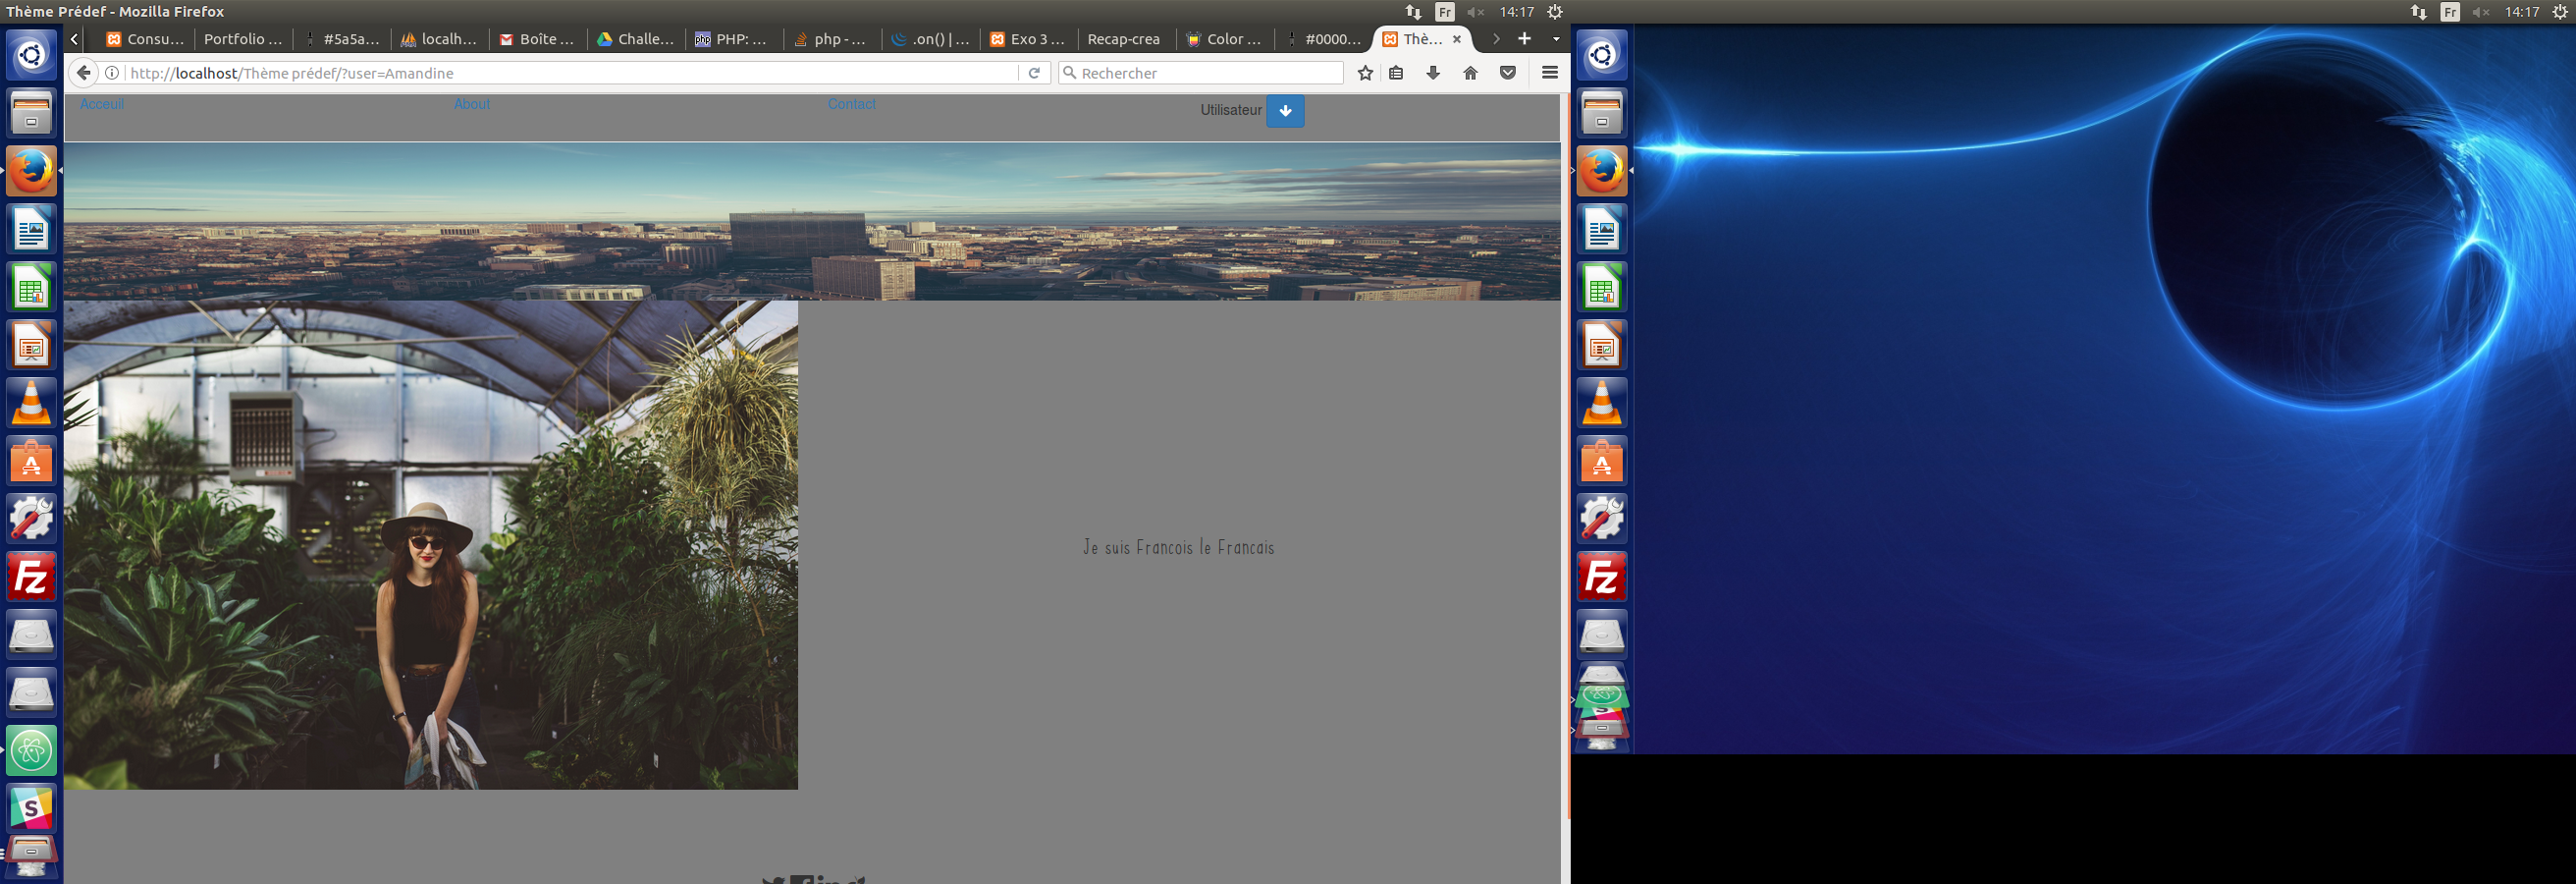 Thème Prédef - Mozilla Firefox
Fr 14:17
Fr 14:17
Consu... Portfolio ... #5a5a... localh... Boîte ... Challe... php PHP: ... php - ... .on() | ... Exo 3 ... Recap-crea Color ... #0000... Thè...
http://localhost/Thème prédef/?user=Amandine
Rechercher
Acceuil About Contact Utilisateur
Je suis Francois le Francais